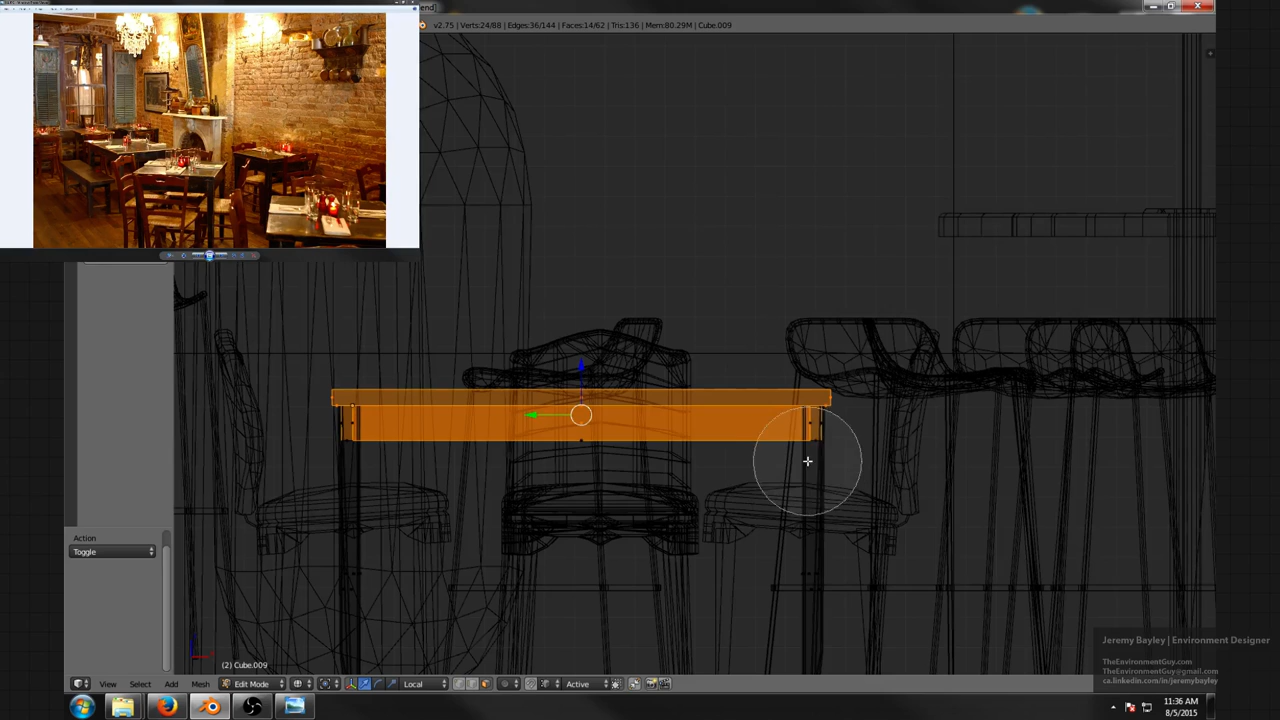 end]
v2.75 | Verts:24/88 | Edges:36/144 | Faces:14/62 | Tris:136 | Mem:80.29M | Cube.009
Action
Toggle
(2) Cube.009
View Select Add Mesh Edit Mode Local Active
Jeremy Bayley | Environment Designer
TheEnvironmentGuy.com
TheEnvironmentGuy@gmail.com
ca.linkedin.com/in/jeremybayley
11:36 AM
8/5/2015